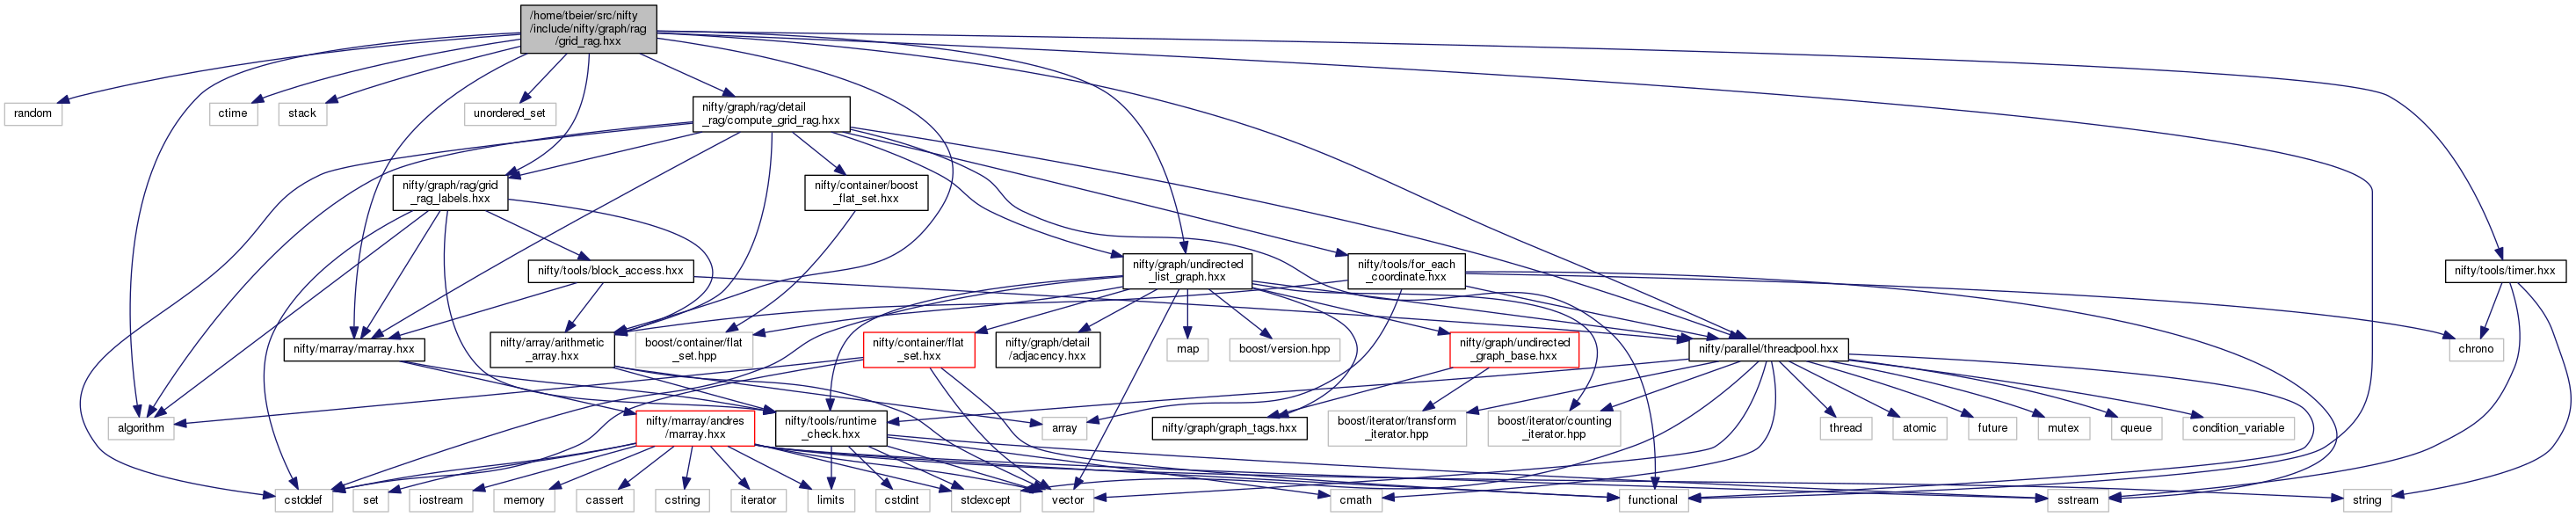 /home/tbeier/src/nifty
/include/nifty/graph/rag
/grid_rag.hxx
random
ctime
stack
unordered_set
nifty/graph/rag/detail
_rag/compute_grid_rag.hxx
nifty/graph/rag/grid
_rag_labels.hxx
nifty/container/boost
_flat_set.hxx
nifty/tools/block_access.hxx
nifty/graph/undirected
_list_graph.hxx
nifty/tools/for_each
_coordinate.hxx
nifty/tools/timer.hxx
nifty/marray/marray.hxx
nifty/array/arithmetic
_array.hxx
boost/container/flat
_set.hpp
nifty/container/flat
_set.hxx
nifty/graph/detail
/adjacency.hxx
map
boost/version.hpp
nifty/graph/undirected
_graph_base.hxx
nifty/parallel/threadpool.hxx
chrono
algorithm
nifty/marray/andres
/marray.hxx
nifty/tools/runtime
_check.hxx
array
nifty/graph/graph_tags.hxx
boost/iterator/transform
_iterator.hpp
boost/iterator/counting
_iterator.hpp
thread
atomic
future
mutex
queue
condition_variable
cstddef
set
iostream
memory
cassert
cstring
iterator
limits
cstdint
stdexcept
vector
cmath
functional
sstream
string